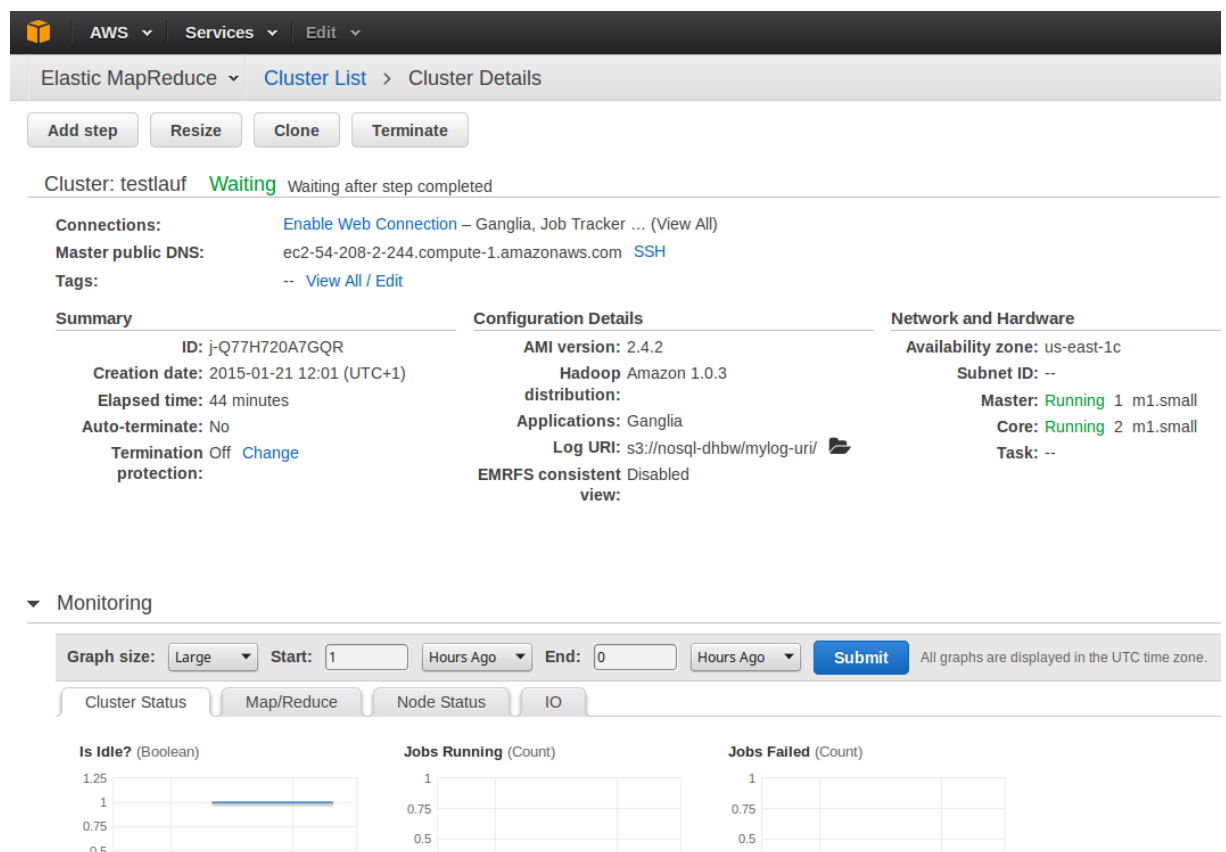 AWS Services Edit
Elastic MapReduce Cluster List > Cluster Details
Add step Resize Clone Terminate
Cluster: testlauf Waiting Waiting after step completed
Connections: Enable Web Connection – Ganglia, Job Tracker … (View All)
Master public DNS: ec2-54-208-2-244.compute-1.amazonaws.com SSH
Tags: -- View All / Edit
Summary
ID: j-Q77H720A7GQR
Creation date: 2015-01-21 12:01 (UTC+1)
Elapsed time: 44 minutes
Auto-terminate: No
Termination Off Change
protection:
Configuration Details
AMI version: 2.4.2
Hadoop Amazon 1.0.3
distribution:
Applications: Ganglia
Log URI: s3://nosql-dhbw/mylog-uri/
EMRFS consistent Disabled
view:
Network and Hardware
Availability zone: us-east-1c
Subnet ID: --
Master: Running 1 m1.small
Core: Running 2 m1.small
Task: --
Monitoring
Graph size: Large Start: 1 Hours Ago End: 0 Hours Ago Submit All graphs are displayed in the UTC time zone.
Cluster Status Map/Reduce Node Status IO
Is Idle? (Boolean)
1.25
1
0.75
0.5
Jobs Running (Count)
1
0.75
0.5
Jobs Failed (Count)
1
0.75
0.5